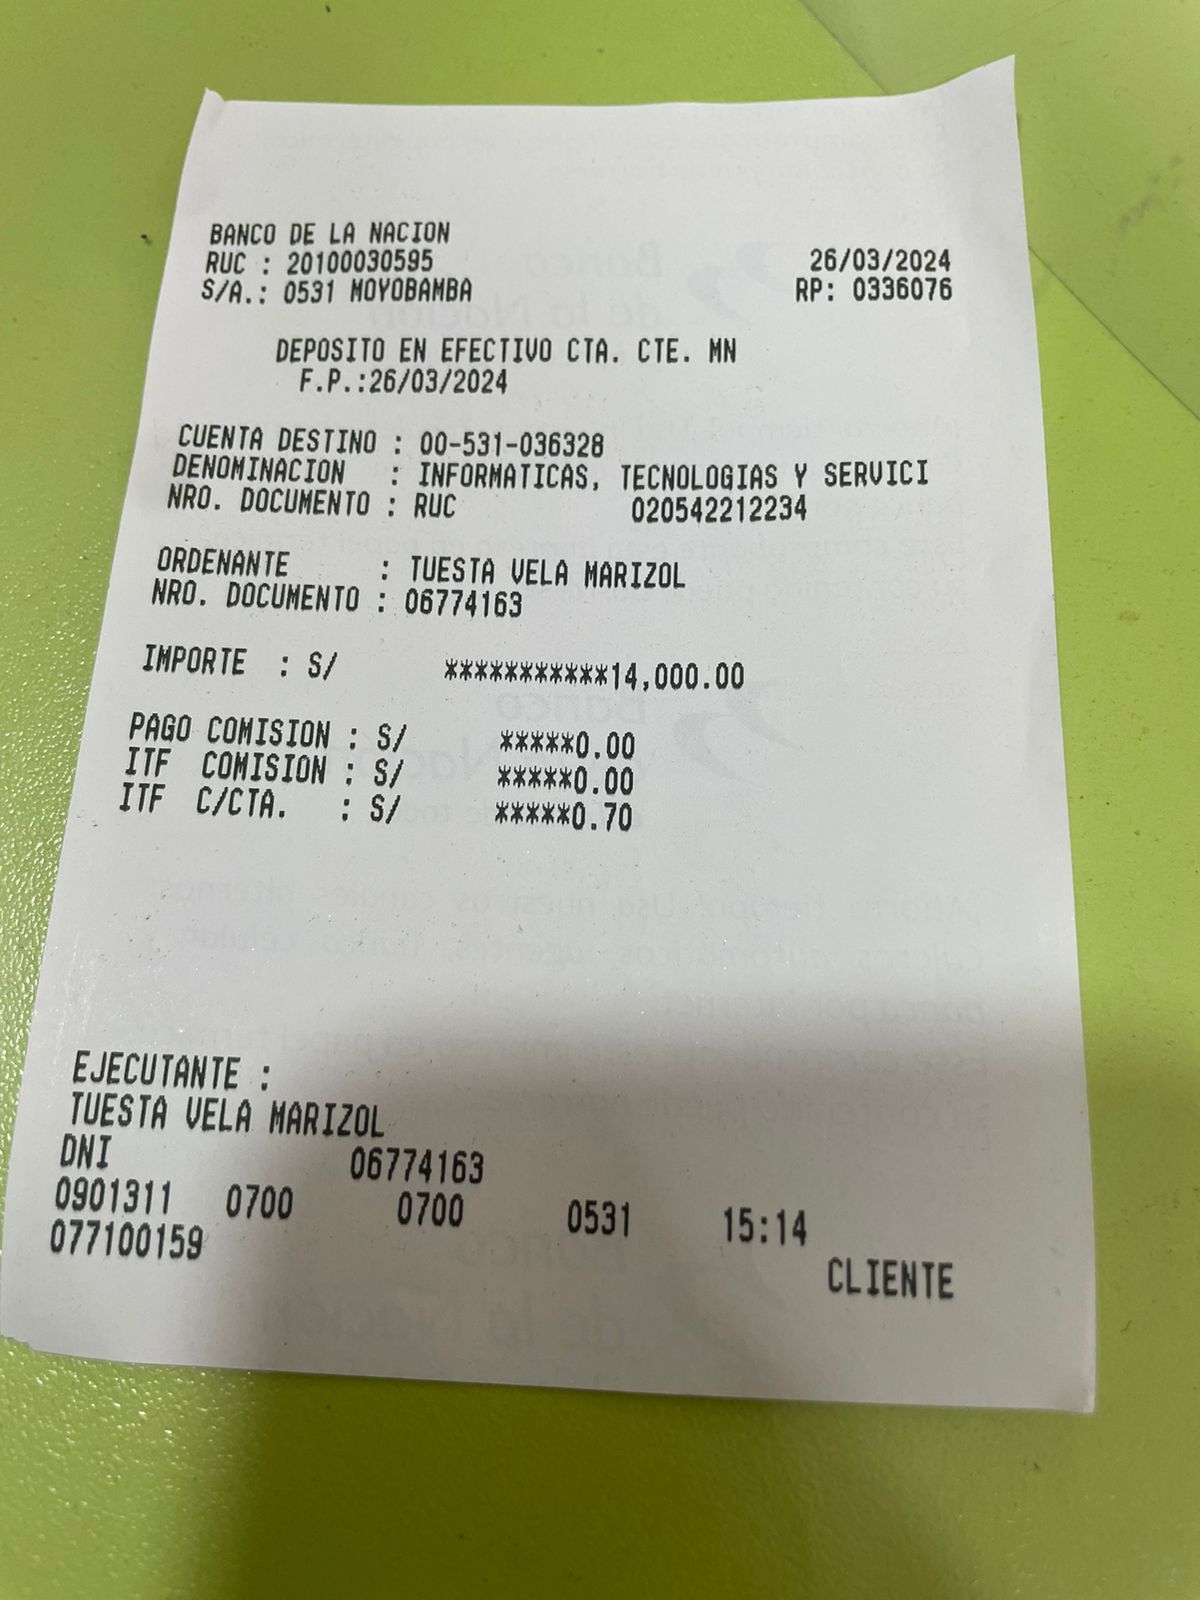 BANCO DE LA NACION
RUC : 20100030595 26/03/2024
S/A.: 0531 MOYOBAMBA RP: 0336076
DEPOSITO EN EFECTIVO CTA. CTE. MN
F.P.:26/03/2024
CUENTA DESTINO : 00-531-036328
DENOMINACION : INFORMATICAS, TECNOLOGIAS Y SERVICI
NRO. DOCUMENTO : RUC 020542212234
ORDENANTE : TUESTA VELA MARIZOL
NRO. DOCUMENTO : 06774163
IMPORTE : S/ ***********14,000.00
PAGO COMISION : S/ *****0.00
ITF COMISION : S/ *****0.00
ITF C/CTA. : S/ *****0.70
EJECUTANTE :
TUESTA VELA MARIZOL
DNI 06774163
0901311 0700 0700 0531 15:14
077100159
CLIENTE